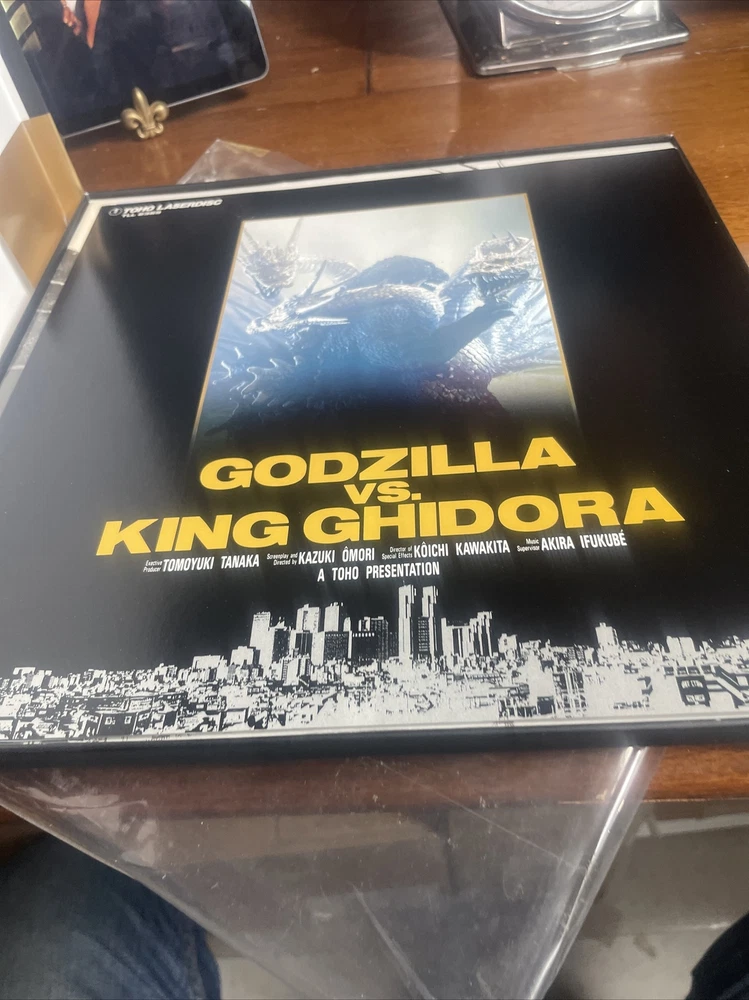 TOHO LASERDISC
GODZILLA
VS.
KING GHIDORA
Executive Producer TOMOYUKI TANAKA Screenplay and Directed by KAZUKI ÔMORI Director of Special Effects KÔICHI KAWAKITA Music Supervisor AKIRA IFUKUBÉ
A TOHO PRESENTATION